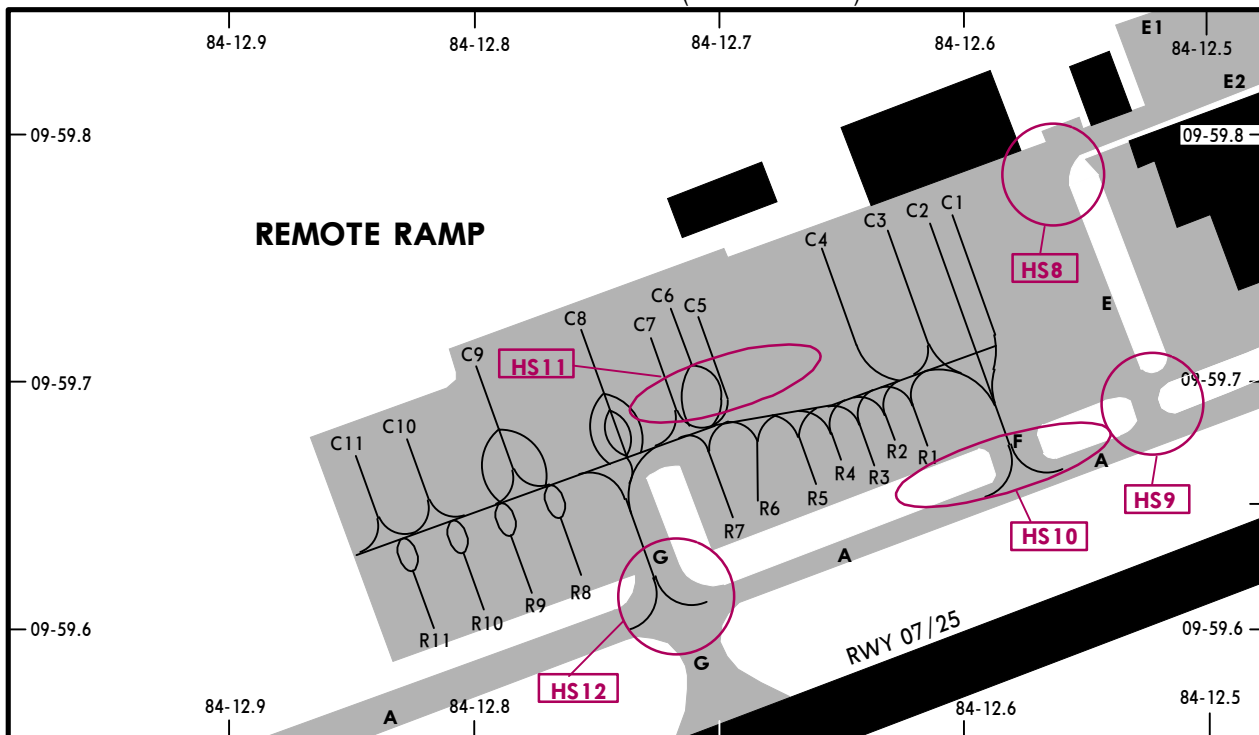 84-12.9
84-12.8
84-12.7
84-12.6
E1
84-12.5
E2
09-59.8
09-59.8
REMOTE RAMP
C1
C2
C3
C4
HS8
C6
C5
C7
C8
E
C9
HS11
09-59.7
09-59.7
C10
C11
F
A
R1
R2
R3
R4
R5
R6
R7
HS9
HS10
G
A
R8
R9
R10
R11
09-59.6
09-59.6
RWY 07/25
G
HS12
84-12.9
84-12.8
A
84-12.6
84-12.5